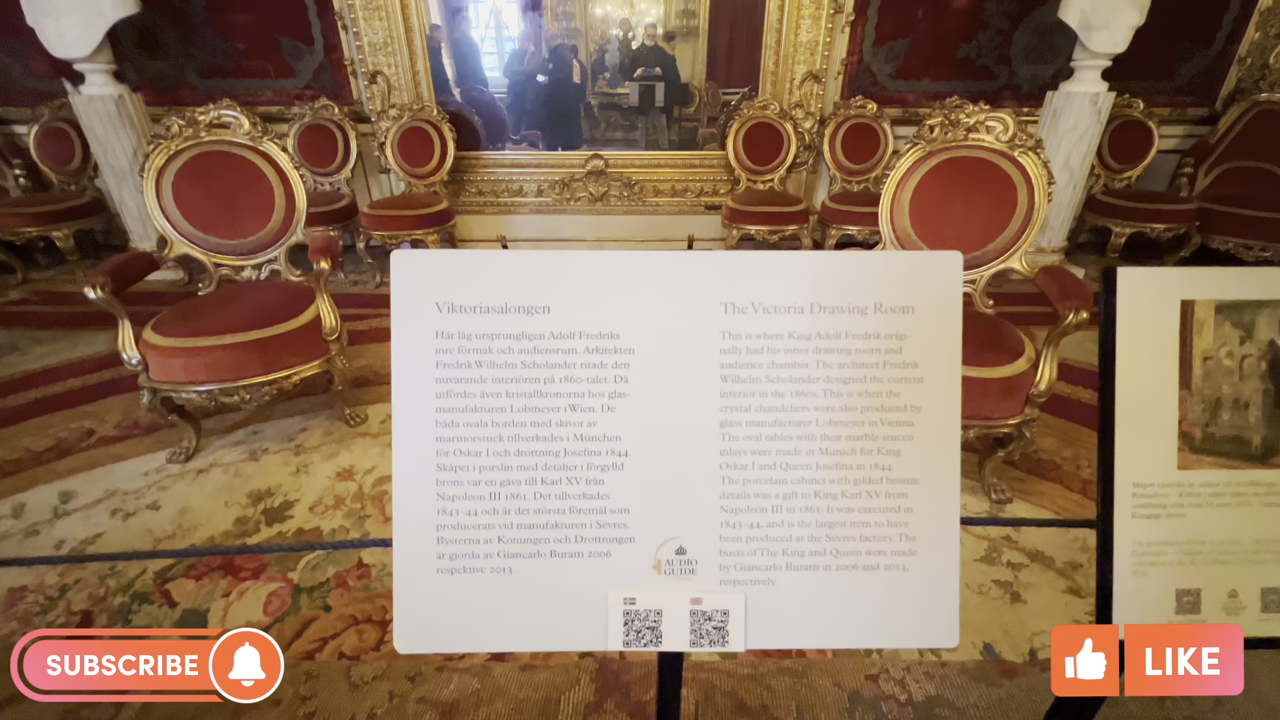 Viktoriasalongen
Här låg ursprungligen Adolf Fredriks
inre förmak och audiensrum. Arkitekten
Fredrik Wilhelm Scholander ritade den
nuvarande interiören på 1860-talet. Då
utfördes även kristallkronorna hos glas-
manufakturen Lobmeyer i Wien. De
båda ovala borden med skivor av
marmorstuck tillverkades i München
för Oskar I och drottning Josefina 1844.
Skåpet i porslin med detaljer i förgylld
brons var en gåva till Karl XV från
Napoleon III 1861. Det tillverkades
1843-44 och är det största föremål som
producerats vid manufakturen i Sèvres.
Bysterna av Konungen och Drottningen
är gjorda av Giancarlo Buratti 2006
respektive 2013.
The Victoria Drawing Room
This is where King Adolf Fredrik origi-
nally had his inner drawing room and
audience chamber. The architect Fredrik
Wilhelm Scholander designed the current
interior in the 1860s. This is when the
crystal chandeliers were also produced by
glass manufacturer Lobmeyer in Vienna.
The oval tables with their marble stucco
inlays were made in Munich for King
Oskar I and Queen Josefina in 1844.
The porcelain cabinet with gilded bronze
details was a gift to King Karl XV from
Napoleon III in 1861. It was executed in
1843-44, and is the largest item to have
been produced at the Sèvres factory. The
busts of The King and Queen were made
by Giancarlo Buratti in 2006 and 2013,
respectively.
AUDIO
GUIDE
SUBSCRIBE
LIKE